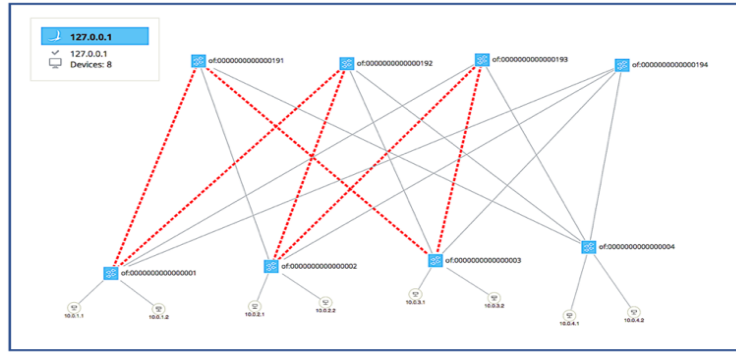 127.0.0.1
127.0.0.1
Devices: 8
of:0000000000000191
of:0000000000000192
of:0000000000000193
of:0000000000000194
of:0000000000000001
of:0000000000000002
of:0000000000000003
of:0000000000000004
10.0.1.1
10.0.1.2
10.0.2.1
10.0.2.2
10.0.3.1
10.0.3.2
10.0.4.1
10.0.4.2